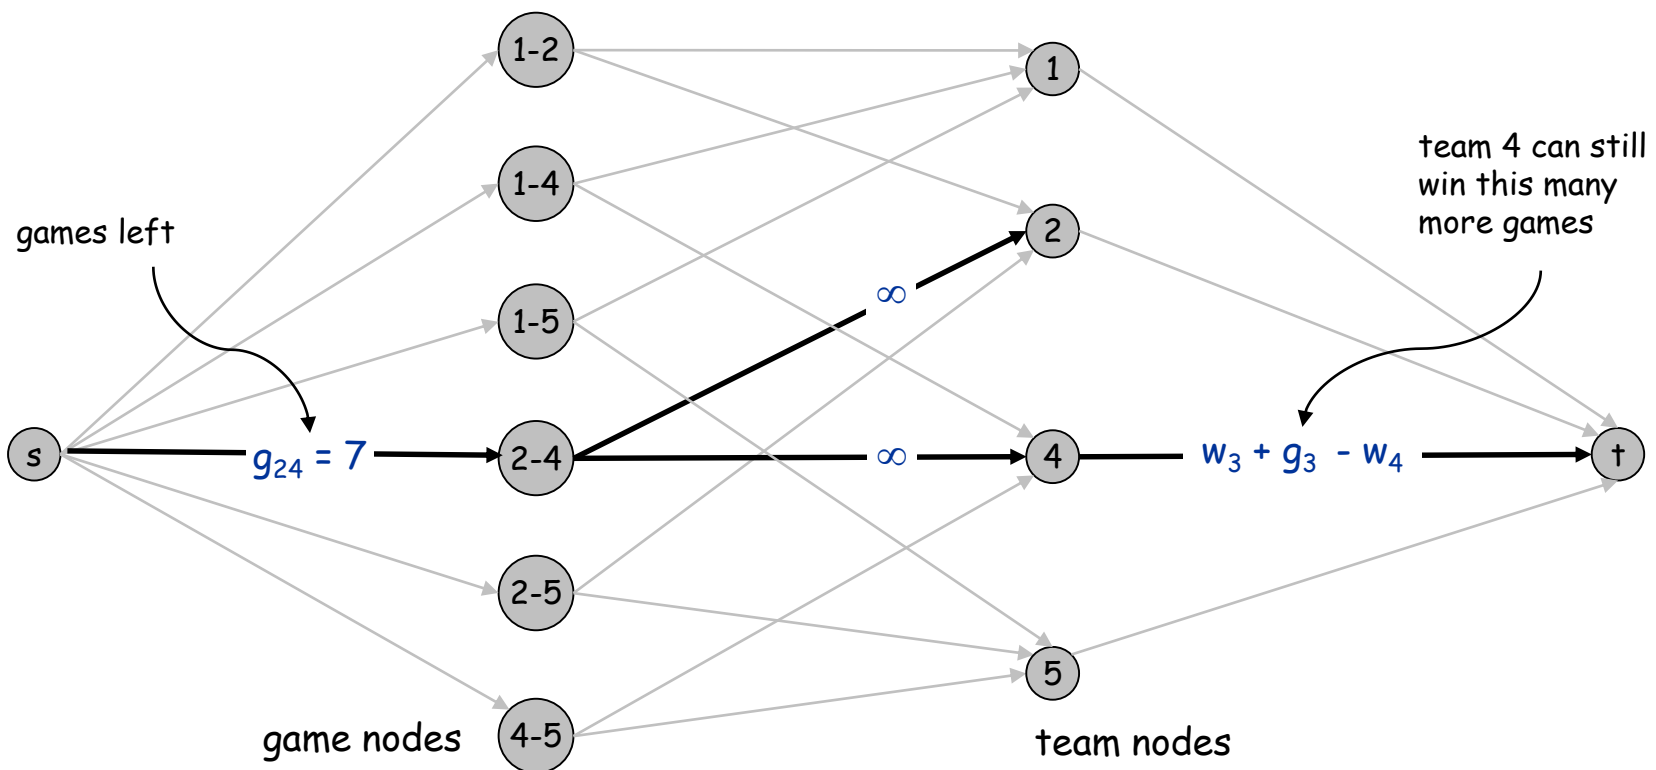 1-2
1
team 4 can still
win this many
more games
1-4
games left
2
∞
1-5
s
g24 = 7
2-4
∞
4
w3 + g3 - w4
t
2-5
5
game nodes
4-5
team nodes